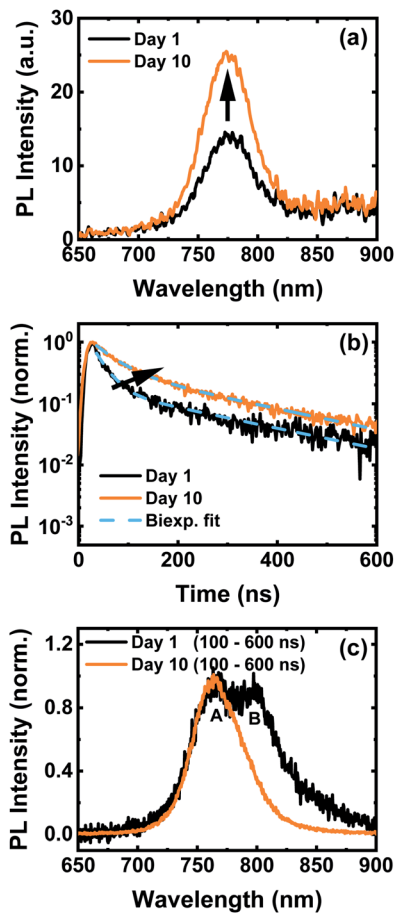 (a)
Day 1
Day 10
PL Intensity (a.u.)
30
20
10
0
650 700 750 800 850 900
Wavelength (nm)
(b)
Day 1
Day 10
Biexp. fit
PL Intensity (norm.)
10⁰
10⁻¹
10⁻²
10⁻³
0 200 400 600
Time (ns)
(c)
Day 1 (100 - 600 ns)
Day 10 (100 - 600 ns)
A B
PL Intensity (norm.)
1.2
0.8
0.4
0.0
650 700 750 800 850 900
Wavelength (nm)